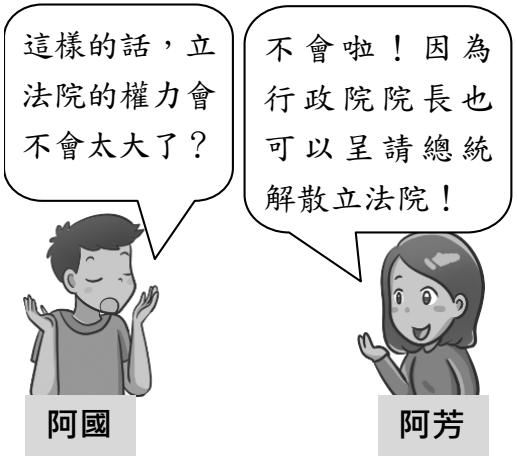 這樣的話，立
法院的權力會
不會太大了？
不會啦！因為
行政院院長也
可以呈請總統
解散立法院！
阿國
阿芳